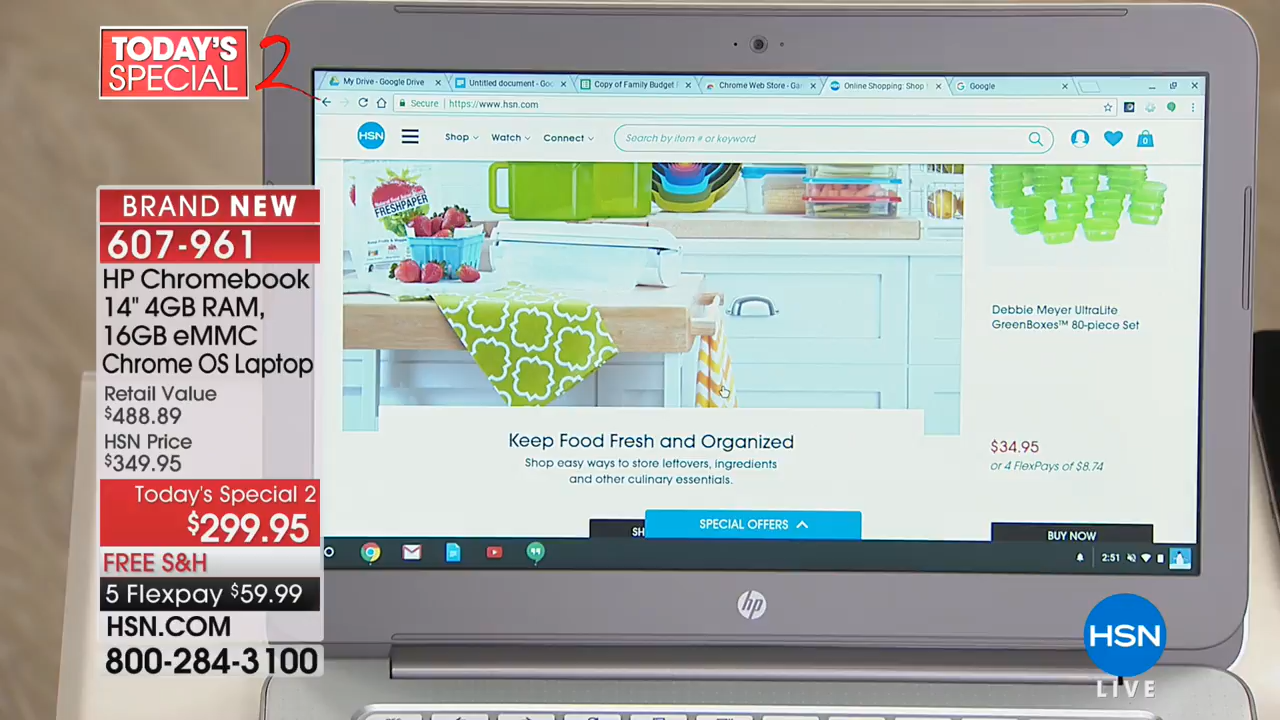 TODAY'S
SPECIAL 2
BRAND NEW
607-961
HP Chromebook
14" 4GB RAM,
16GB eMMC
Chrome OS Laptop
Retail Value
$488.89
HSN Price
$349.95
Today's Special 2
$299.95
FREE S&H
5 Flexpay $59.99
HSN.COM
800-284-3100
My Drive - Google Drive
Untitled document - Go
Copy of Family Budget
Chrome Web Store - Ga
Online Shopping: Shop
Google
Secure https://www.hsn.com
HSN
Shop
Watch
Connect
Search by item # or keyword
0
FRESHPAPER
Debbie Meyer UltraLite
GreenBoxes™ 80-piece Set
$34.95
or 4 FlexPays of $8.74
Keep Food Fresh and Organized
Shop easy ways to store leftovers, ingredients
and other culinary essentials.
SH
SPECIAL OFFERS
BUY NOW
2:51
hp
HSN
LIVE